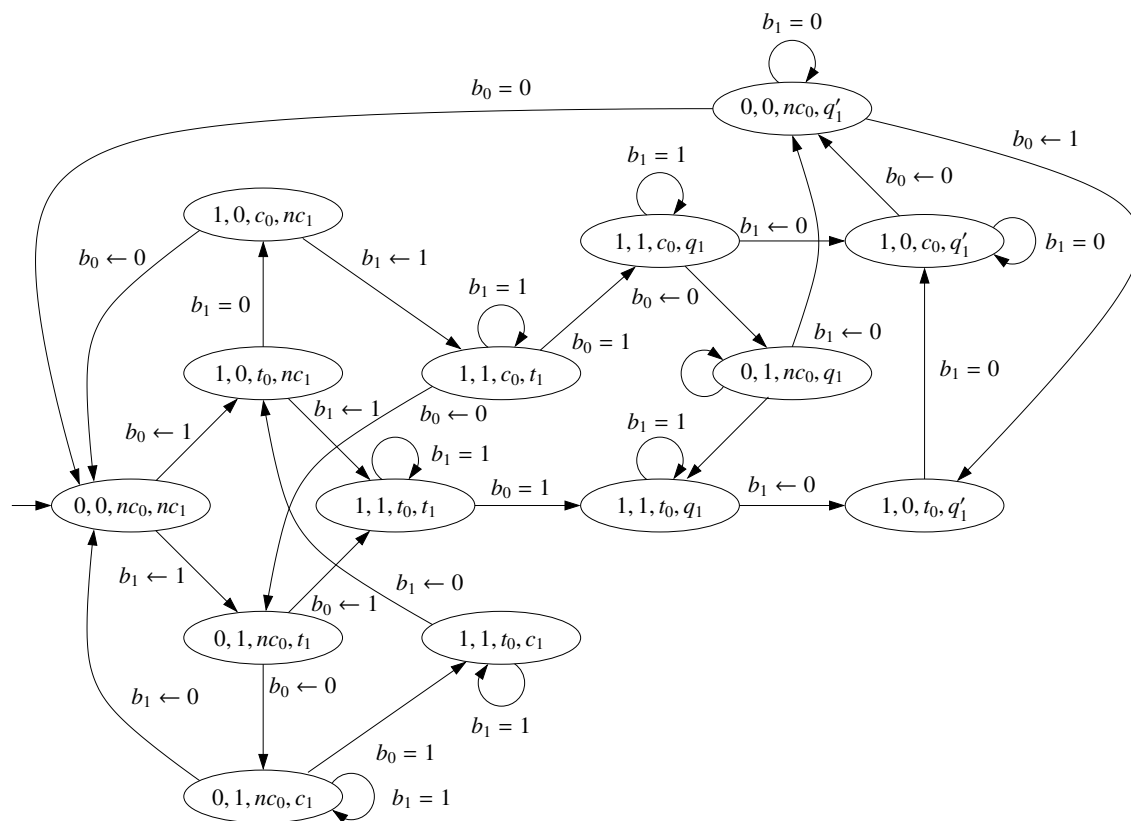 b₁ = 0
b₀ = 0
0, 0, nc₀, q′₁
b₀ ← 1
b₁ = 1
b₀ ← 0
1, 0, c₀, nc₁
1, 1, c₀, q₁
b₁ ← 0
1, 0, c₀, q′₁
b₁ = 0
b₀ ← 0
b₁ ← 1
b₁ = 1
b₀ ← 0
b₁ = 0
b₀ = 1
b₁ ← 0
1, 0, t₀, nc₁
1, 1, c₀, t₁
0, 1, nc₀, q₁
b₁ = 0
b₁ ← 1
b₀ ← 0
b₀ ← 1
b₁ = 1
b₁ = 1
0, 0, nc₀, nc₁
1, 1, t₀, t₁
b₀ = 1
1, 1, t₀, q₁
b₁ ← 0
1, 0, t₀, q′₁
b₁ ← 1
b₁ ← 0
b₀ ← 1
0, 1, nc₀, t₁
1, 1, t₀, c₁
b₁ ← 0
b₀ ← 0
b₁ = 1
b₀ = 1
0, 1, nc₀, c₁
b₁ = 1